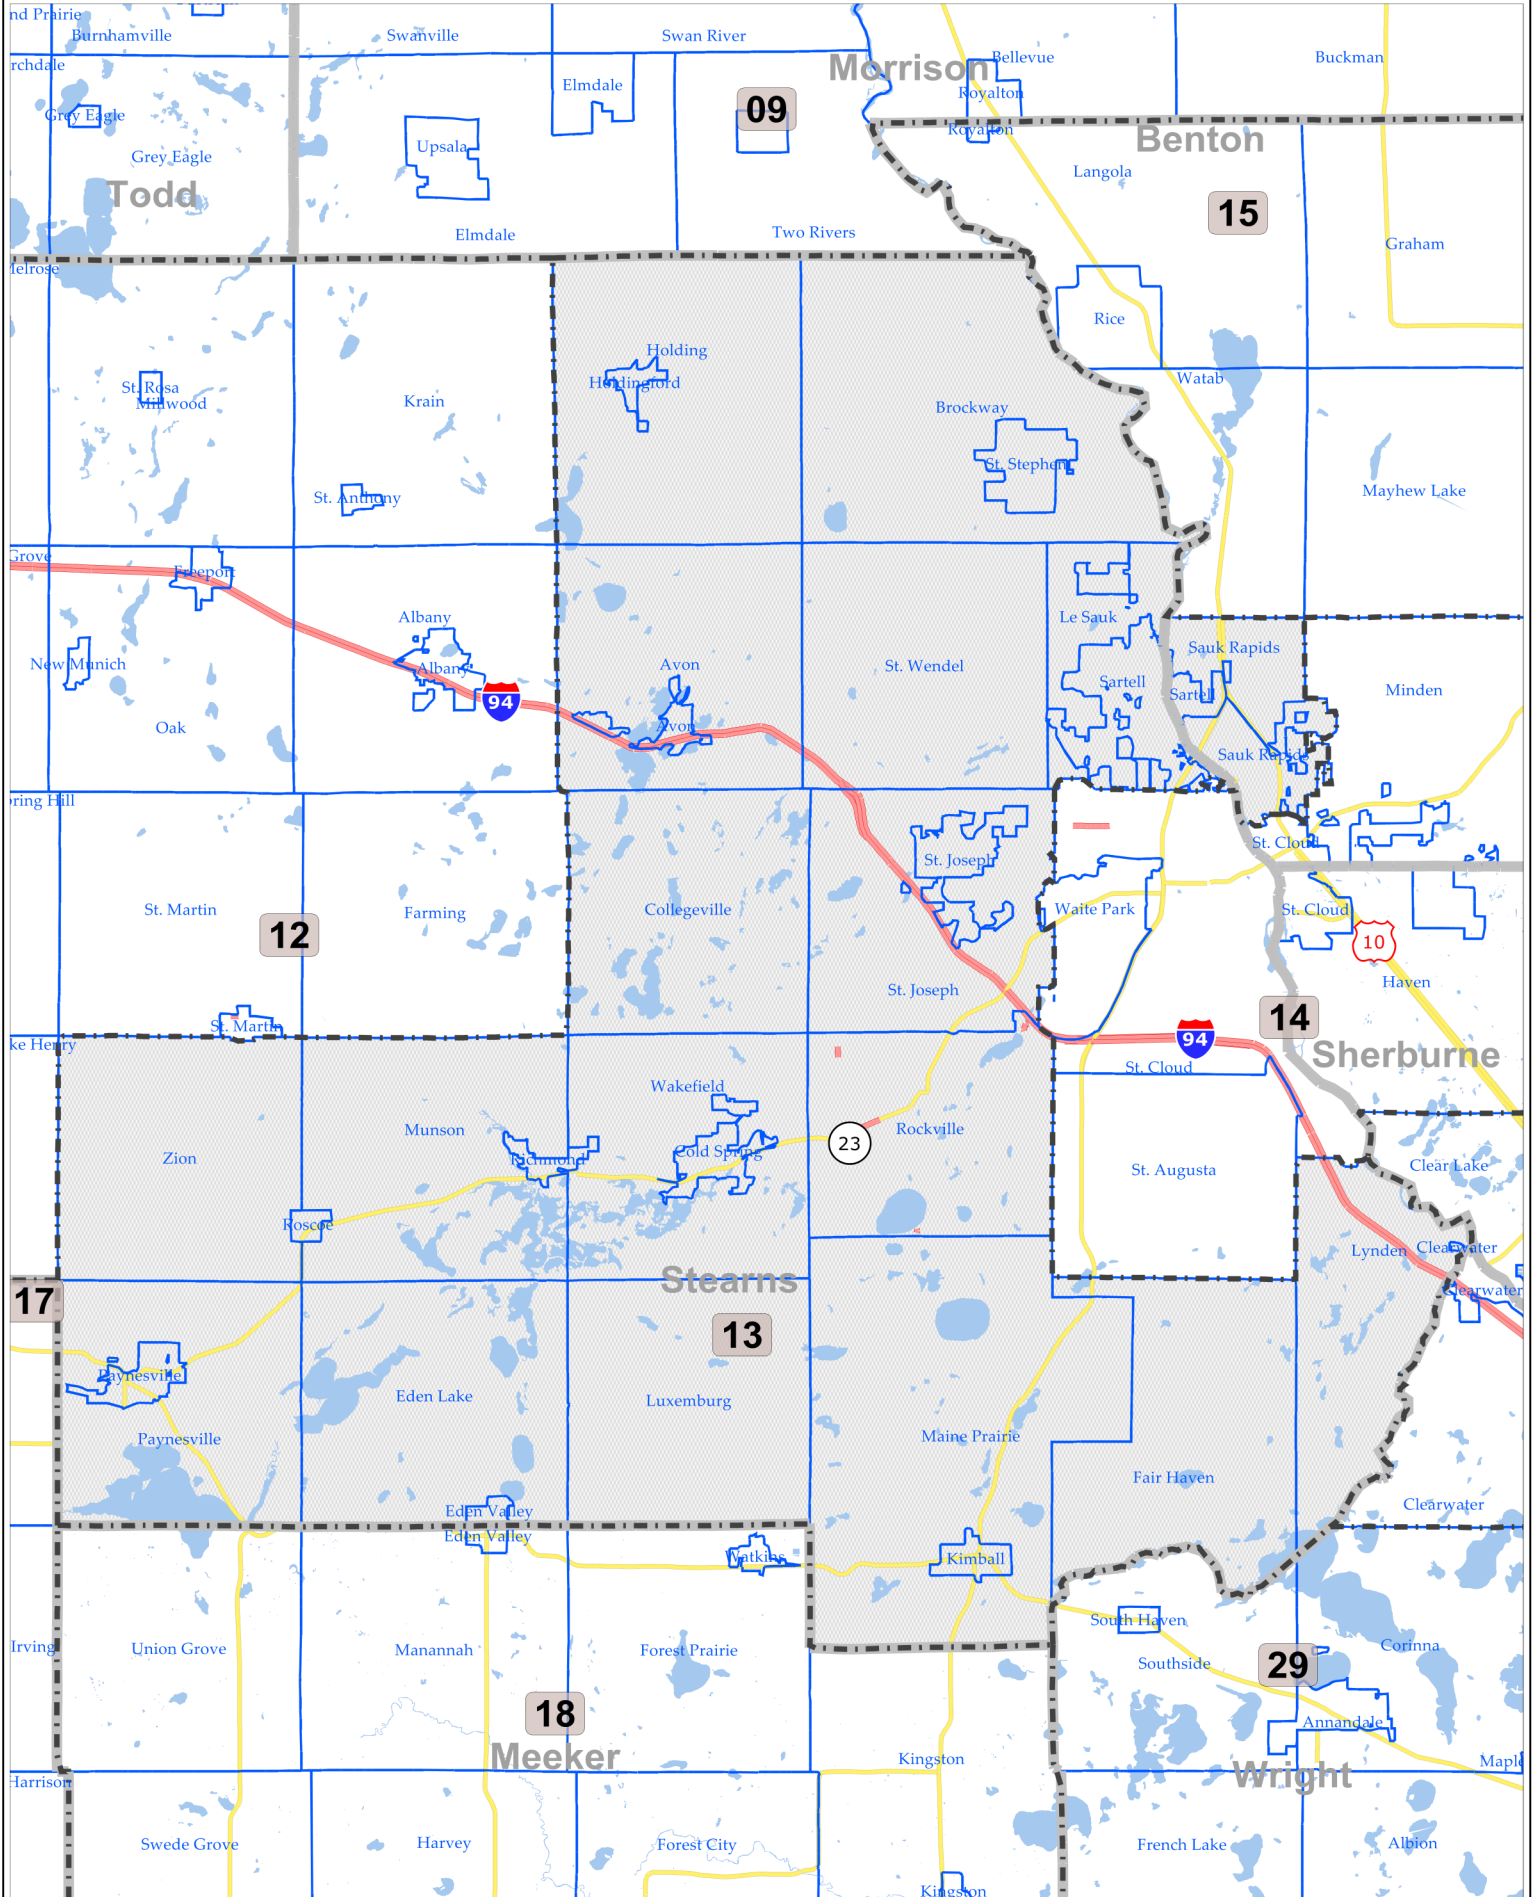 nd Prairie
Burnhamville
Swanville
Swan River
Morrison
Bellevue
Buckman
rchdale
Elmdale
Royalton
09
Grey Eagle
Royalton
Benton
Upsala
Grey Eagle
Langola
Todd
15
Elmdale
Two Rivers
Graham
Melrose
Rice
Holding
Watab
St. Rosa
Holdingford
Millwood
Krain
Brockway
St. Stephen
St. Anthony
Mayhew Lake
Grove
Freeport
Albany
Le Sauk
Sauk Rapids
New Munich
Albany
Avon
St. Wendel
Sartell
Sartell
Minden
94
Oak
Avon
Sauk Rapids
pring Hill
St. Cloud
St. Joseph
St. Martin
Farming
Collegeville
Waite Park
St. Cloud
12
10
St. Joseph
Haven
St. Martin
14
ke Henry
94
Sherburne
St. Cloud
Wakefield
Munson
Rockville
23
Zion
Richmond
Cold Spring
St. Augusta
Clear Lake
Roscoe
Lynden
Clearwater
Stearns
Clearwater
17
13
Paynesville
Eden Lake
Luxemburg
Paynesville
Maine Prairie
Fair Haven
Eden Valley
Clearwater
Eden Valley
Watkins
Kimball
South Haven
Irving
Union Grove
Manannah
Forest Prairie
Corinna
Southside
29
18
Annandale
Meeker
Kingston
Wright
Maple
Harrison
Swede Grove
Harvey
Forest City
French Lake
Albion
Kingston